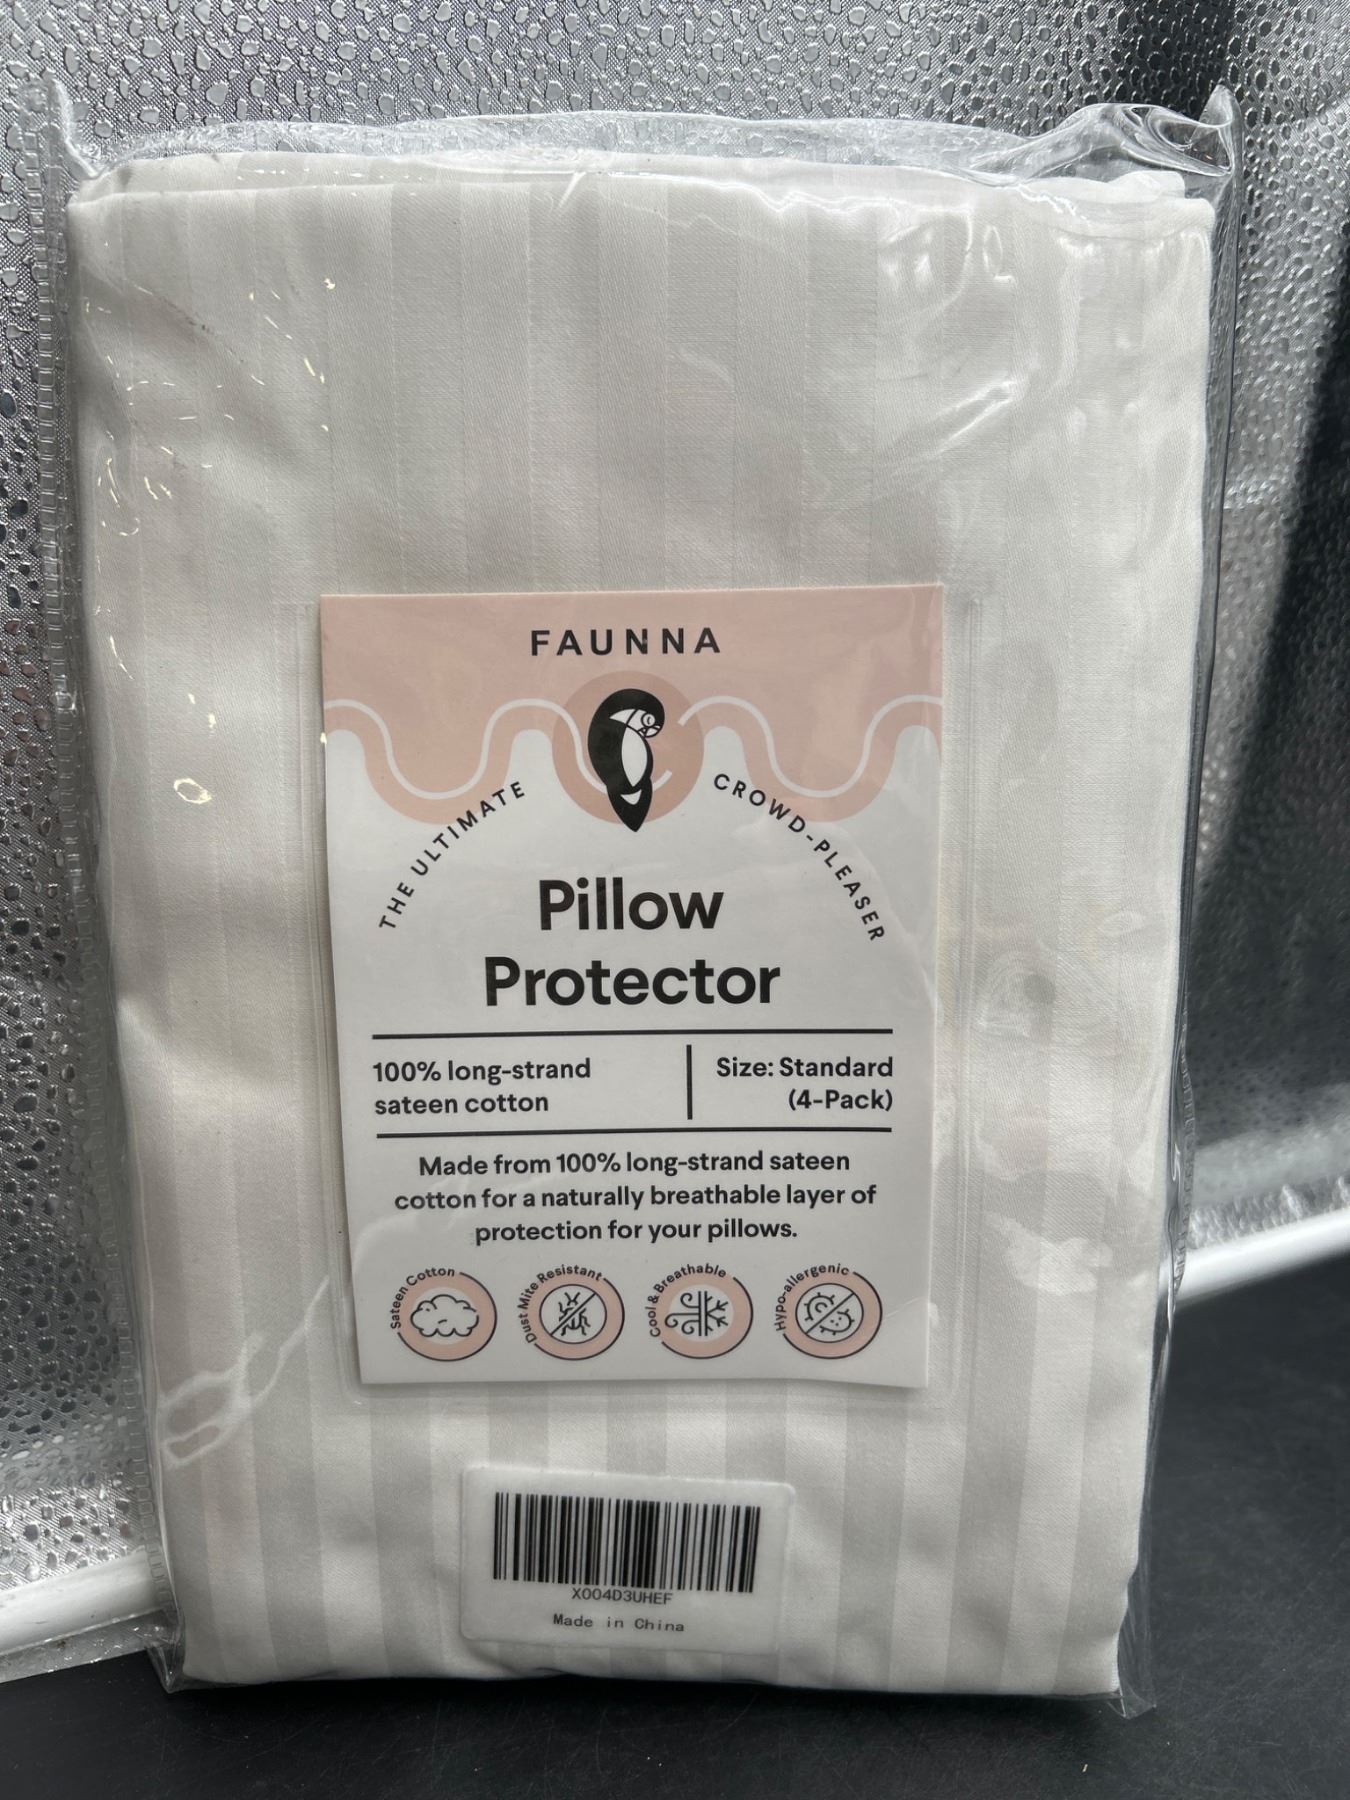 FAUNNA
THE ULTIMATE
CROWD-PLEASER
Pillow
Protector
100% long-strand
sateen cotton
Size: Standard
(4-Pack)
Made from 100% long-strand sateen
cotton for a naturally breathable layer of
protection for your pillows.
Sateen Cotton
Dust Mite Resistant
Cool & Breathable
Hypo-allergenic
X004D3UHEF
Made in China